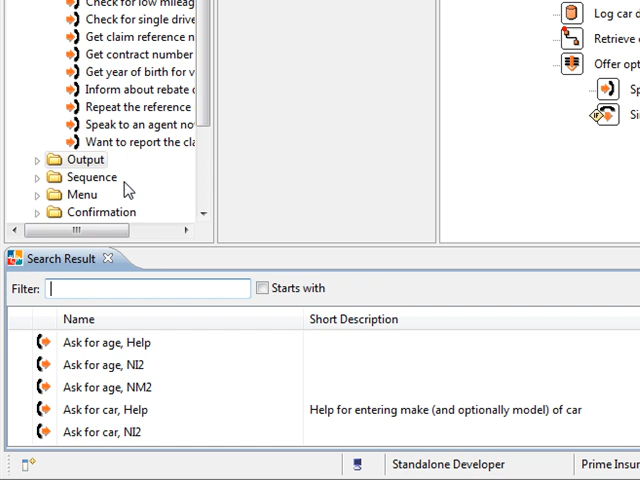 Check for low mileag
Check for single drive
Get claim reference n
Get contract number
Get year of birth for v
Inform about rebate c
Repeat the reference
Speak to an agent no
Want to report the cla
Output
Sequence
Menu
Confirmation
Log car d
Retrieve
Offer opt
Sp
Si
Search Result
Filter:
Starts with
Name Short Description
Ask for age, Help
Ask for age, NI2
Ask for age, NM2
Ask for car, Help Help for entering make (and optionally model) of car
Ask for car, NI2
Standalone Developer Prime Insur